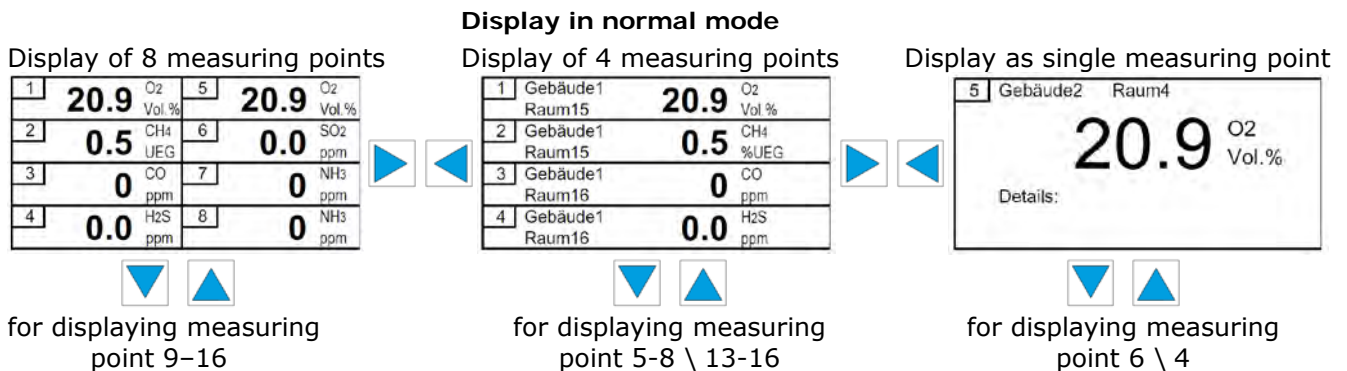 Display in normal mode
Display of 8 measuring points
1 20.9 O2 Vol.% 5 20.9 O2 Vol.%
2 0.5 CH4 UEG 6 0.0 SO2 ppm
3 0 CO ppm 7 0 NH3 ppm
4 0.0 H2S ppm 8 0 NH3 ppm
for displaying measuring
point 9–16
Display of 4 measuring points
1 Gebäude1 20.9 O2
Raum15 Vol.%
2 Gebäude1 0.5 CH4
Raum15 %UEG
3 Gebäude1 0 CO
Raum16 ppm
4 Gebäude1 0.0 H2S
Raum16 ppm
for displaying measuring
point 5-8 \ 13-16
Display as single measuring point
5 Gebäude2 Raum4
20.9 O2
Vol.%
Details:
for displaying measuring
point 6 \ 4